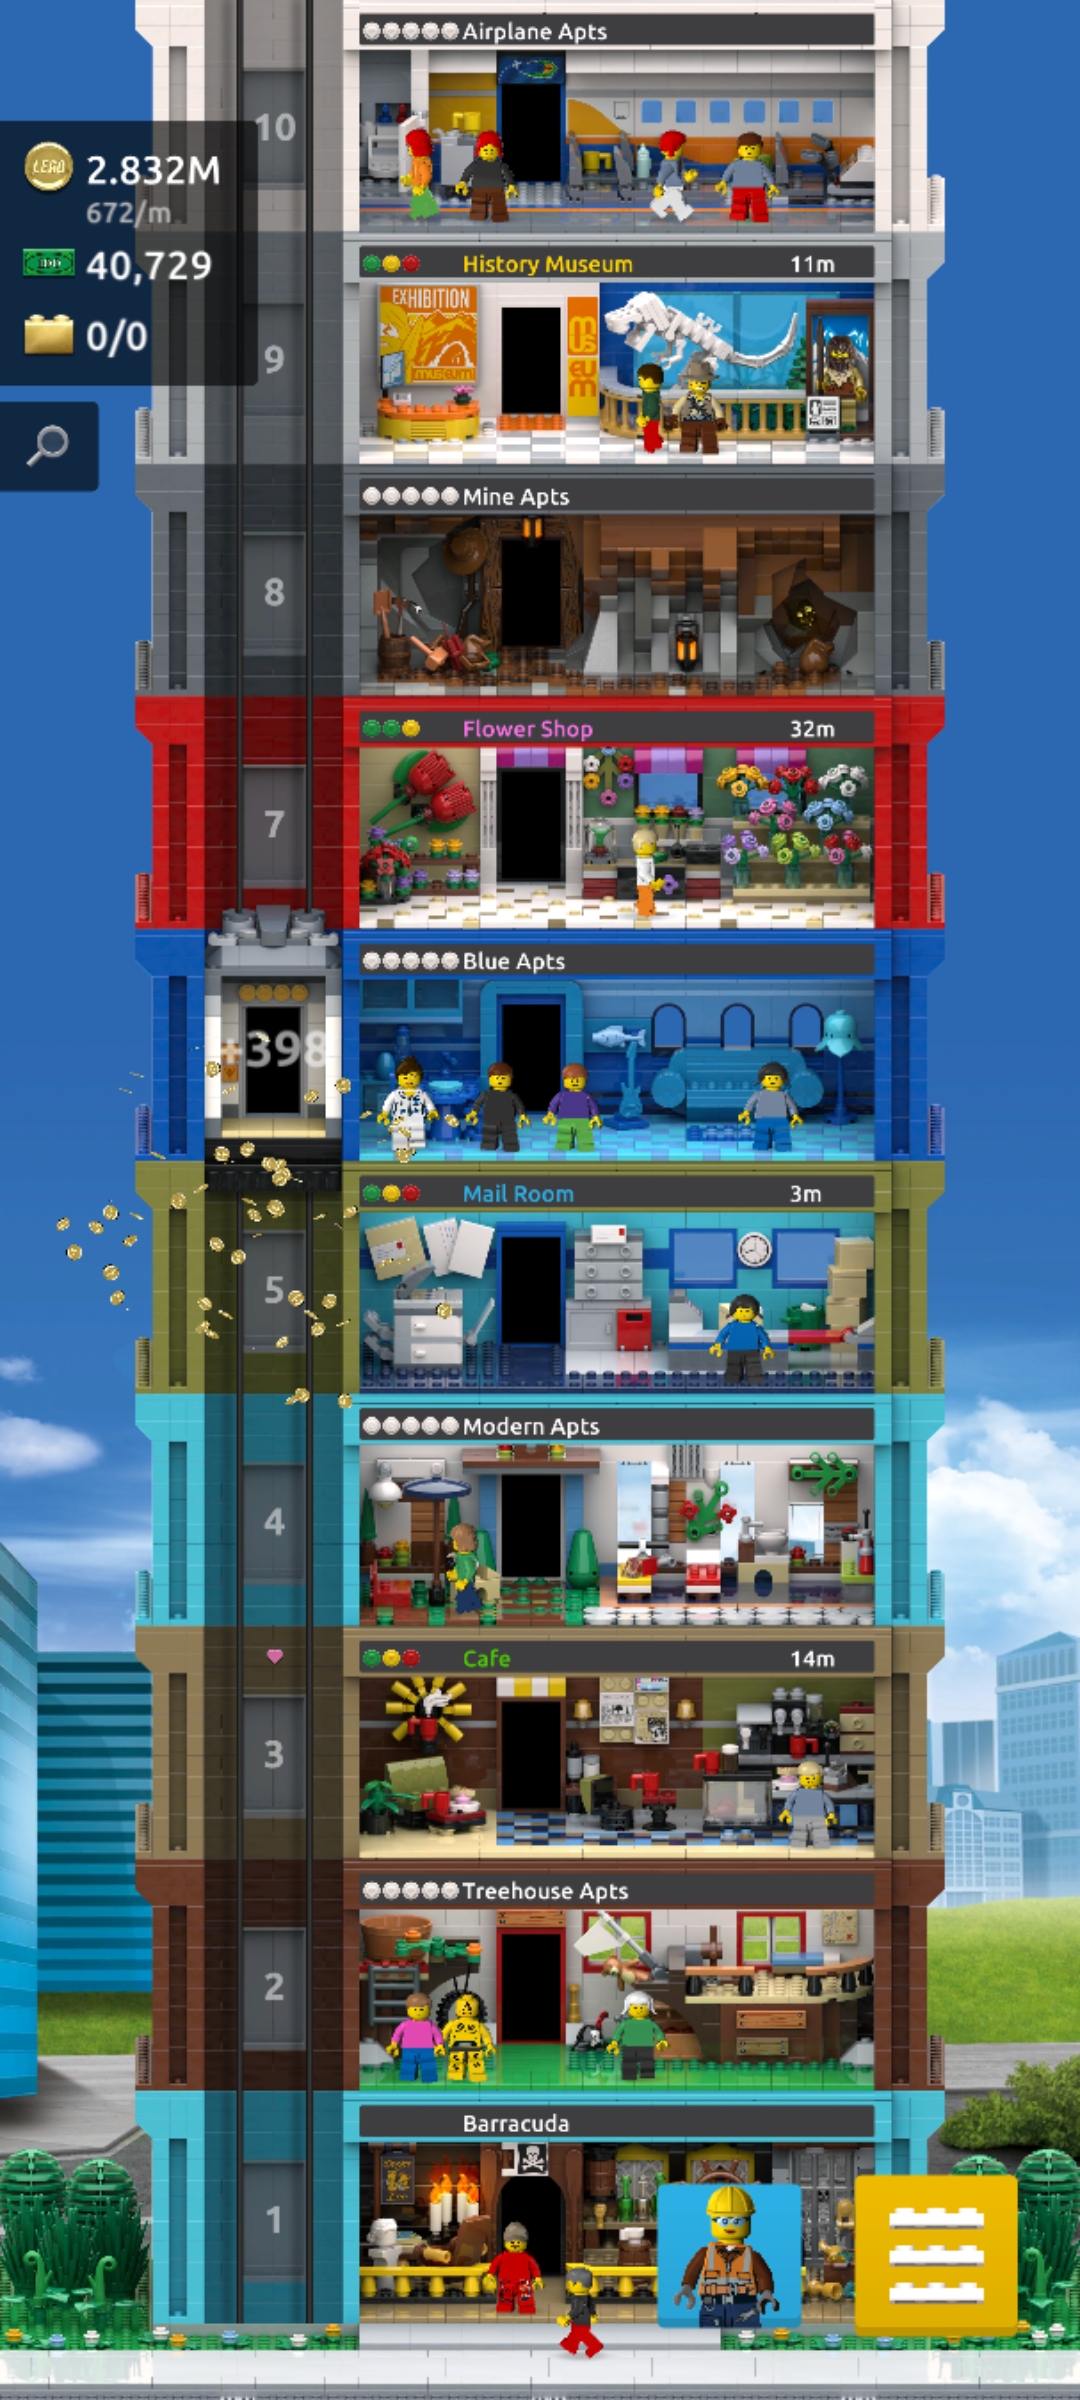 Airplane Apts
10
LEGO
2.832M
672/m
40,729
0/0
History Museum 11m
EXHIBITION
MUSEUM
MUSEUM
9
Mine Apts
8
Flower Shop 32m
7
Blue Apts
+398
Mail Room 3m
5
Modern Apts
4
Cafe 14m
3
Treehouse Apts
2
Barracuda
1